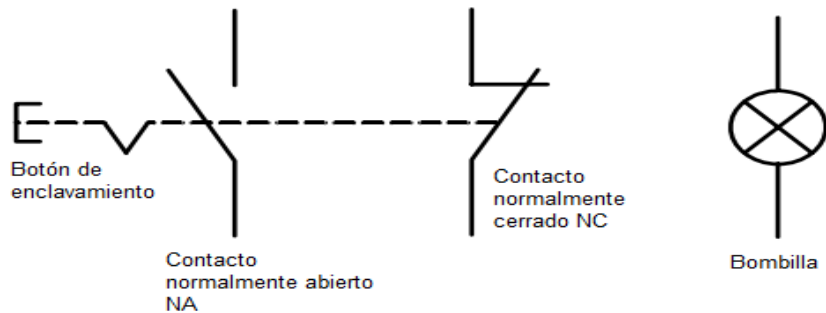 Botón de
enclavamiento
Contacto
normalmente abierto
NA
Contacto
normalmente
cerrado NC
Bombilla